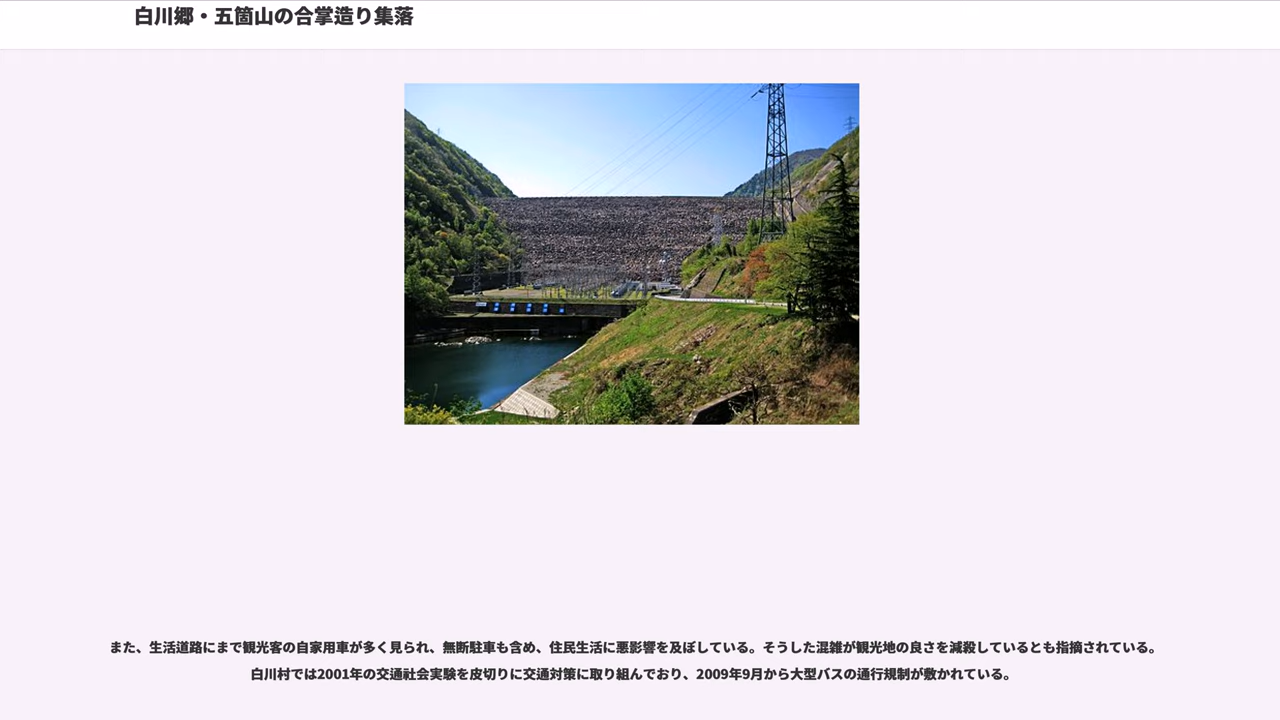 白川郷・五箇山の合掌造り集落
また、生活道路にまで観光客の自家用車が多く見られ、無断駐車も含め、住民生活に悪影響を及ぼしている。そうした混雑が観光地の良さを減殺しているとも指摘されている。
白川村では2001年の交通社会実験を皮切りに交通対策に取り組んでおり、2009年9月から大型バスの通行規制が敷かれている。